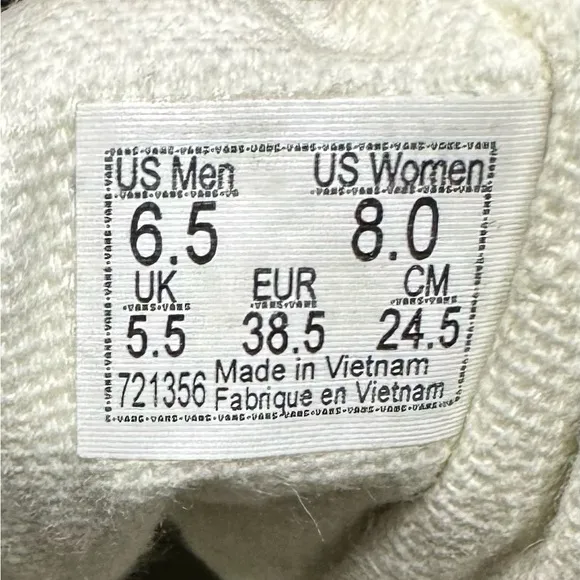 US Men US Women
6.5 8.0
UK EUR CM
5.5 38.5 24.5
721356 Made in Vietnam
Fabrique en Vietnam